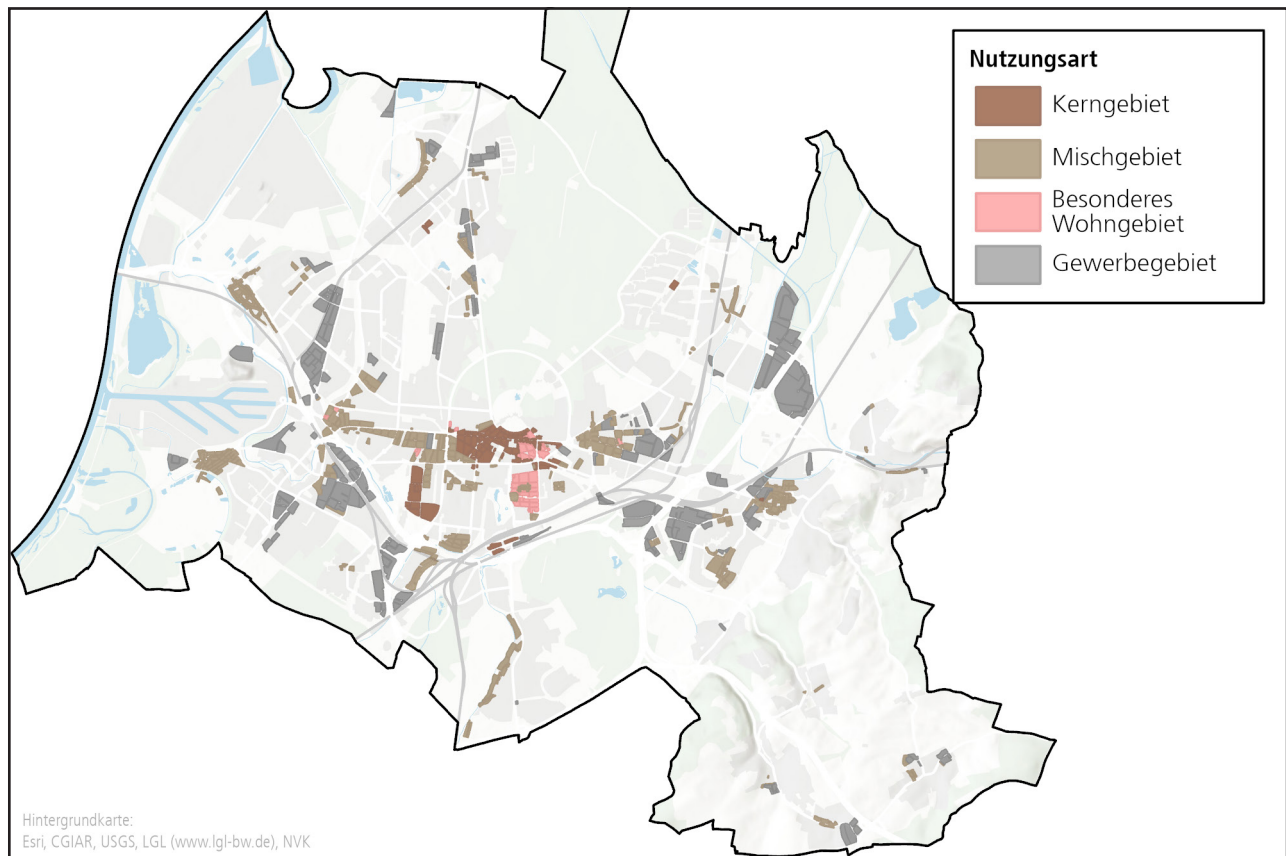 Nutzungsart
Kerngebiet
Mischgebiet
Besonderes
Wohngebiet
Gewerbegebiet
Hintergrundkarte:
Esri, CGIAR, USGS, LGL (www.lgl-bw.de), NVK